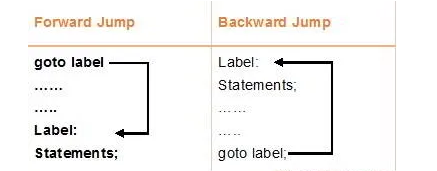 Forward Jump Backward Jump
goto label Label:
...... Statements;
..... ......
Label: .....
Statements; goto label;